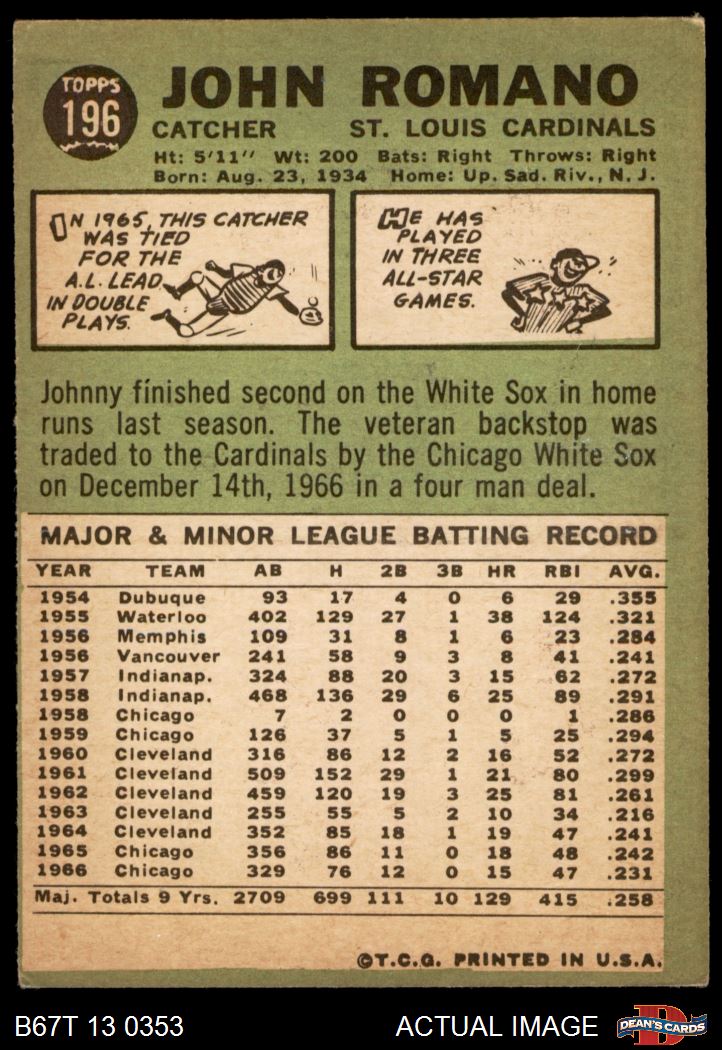 TOPPS
196
JOHN ROMANO
CATCHER ST. LOUIS CARDINALS
Ht: 5'11" Wt: 200 Bats: Right Throws: Right
Born: Aug. 23, 1934 Home: Up. Sad. Riv., N. J.
IN 1965, THIS CATCHER
WAS TIED
FOR THE
A.L. LEAD
IN DOUBLE
PLAYS.
HE HAS
PLAYED
IN THREE
ALL-STAR
GAMES.
Johnny finished second on the White Sox in home
runs last season. The veteran backstop was
traded to the Cardinals by the Chicago White Sox
on December 14th, 1966 in a four man deal.
MAJOR & MINOR LEAGUE BATTING RECORD
YEAR TEAM AB H 2B 3B HR RBI AVG.
1954 Dubuque 93 17 4 0 6 29 .355
1955 Waterloo 402 129 27 1 38 124 .321
1956 Memphis 109 31 8 1 6 23 .284
1956 Vancouver 241 58 9 3 8 41 .241
1957 Indianap. 324 88 20 3 15 62 .272
1958 Indianap. 468 136 29 6 25 89 .291
1958 Chicago 7 2 0 0 0 1 .286
1959 Chicago 126 37 5 1 5 25 .294
1960 Cleveland 316 86 12 2 16 52 .272
1961 Cleveland 509 152 29 1 21 80 .299
1962 Cleveland 459 120 19 3 25 81 .261
1963 Cleveland 255 55 5 2 10 34 .216
1964 Cleveland 352 85 18 1 19 47 .241
1965 Chicago 356 86 11 0 18 48 .242
1966 Chicago 329 76 12 0 15 47 .231
Maj. Totals 9 Yrs. 2709 699 111 10 129 415 .258
©T.C.G. PRINTED IN U.S.A.
B67T 13 0353 ACTUAL IMAGE
D
DEAN'S CARDS